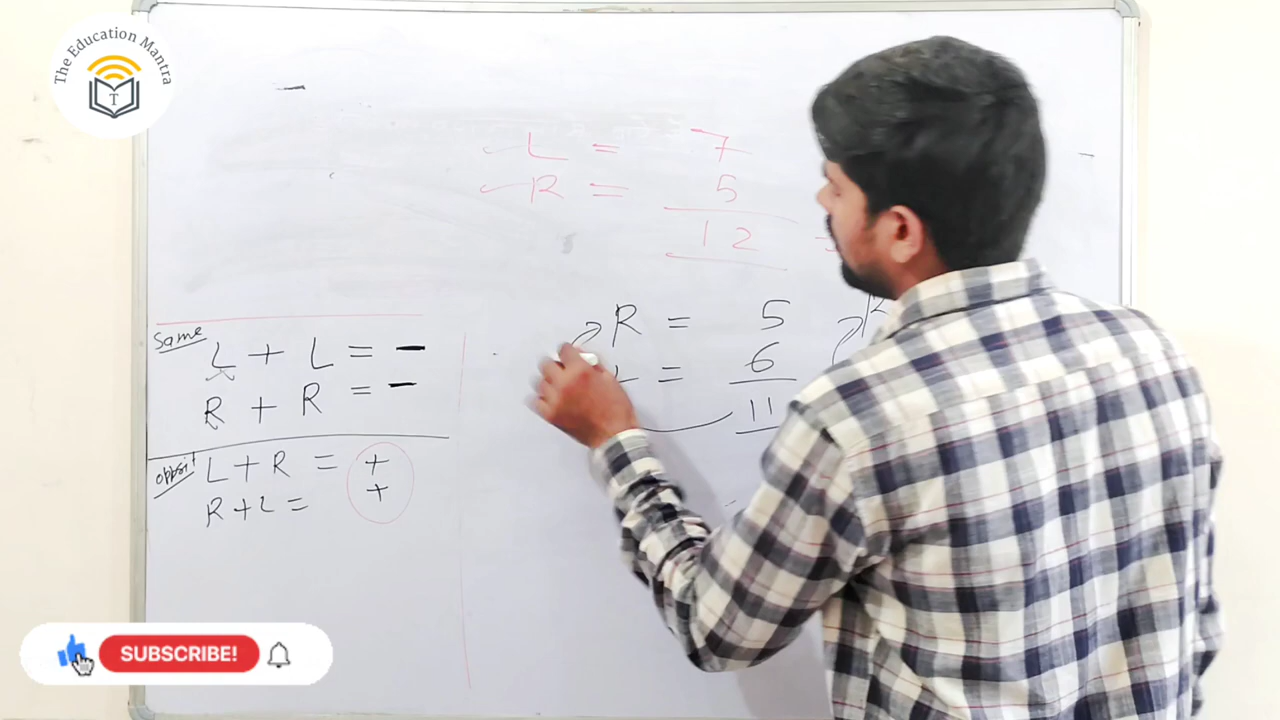 The Education Mantra
T
L = 7
R = 5
12 =
R = 5
L = 6
11
R
Same
L + L = -
R + R = -
L + R = +
R + L = +
SUBSCRIBE!